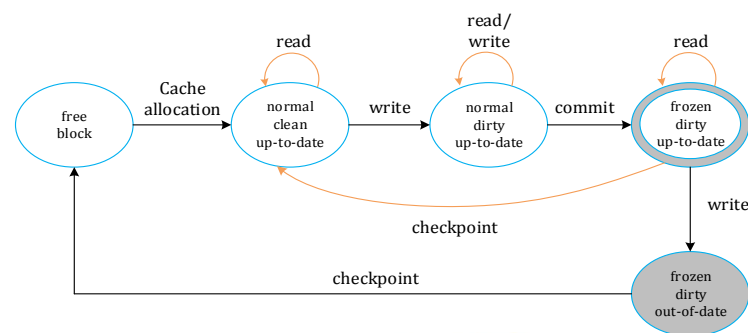 read
read/
write
read
Cache
allocation
free
block
normal
clean
up-to-date
write
normal
dirty
up-to-date
commit
frozen
dirty
up-to-date
checkpoint
write
checkpoint
frozen
dirty
out-of-date